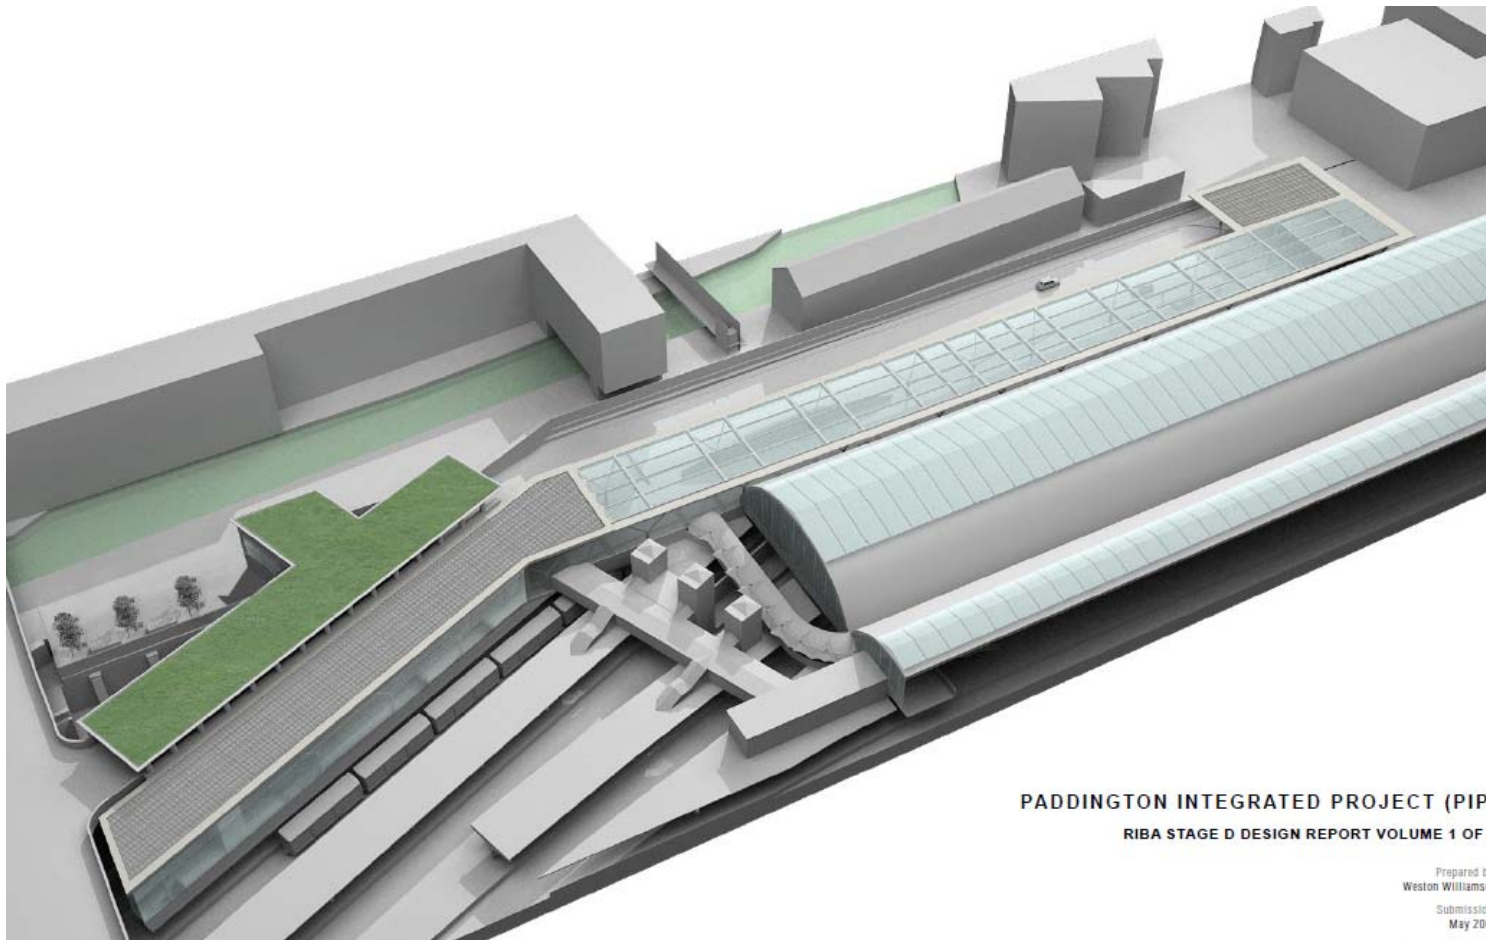 PADDINGTON INTEGRATED PROJECT (PIP
RIBA STAGE D DESIGN REPORT VOLUME 1 OF
Prepared b
Weston Williams
Submissio
May 20